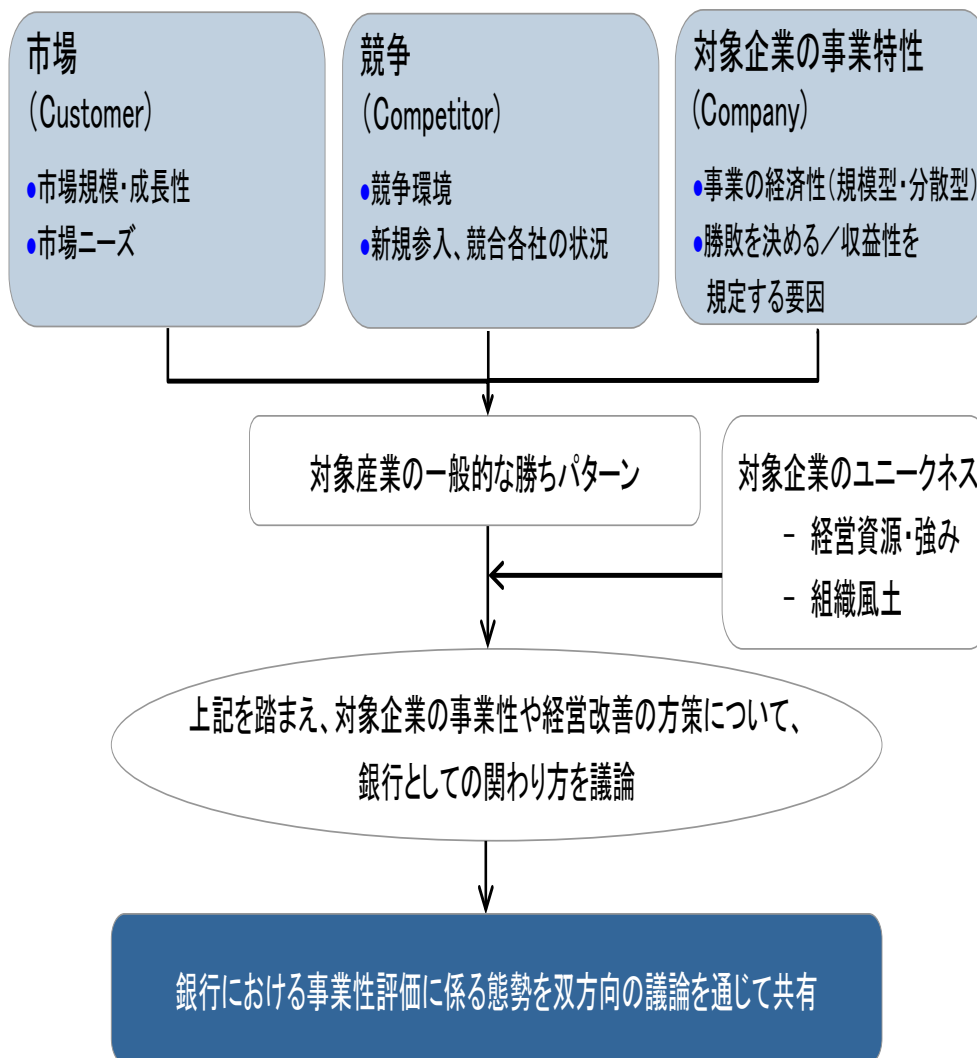 市場
(Customer)
●市場規模・成長性
●市場ニーズ
競争
(Competitor)
●競争環境
●新規参入、競合各社の状況
対象企業の事業特性
(Company)
●事業の経済性(規模型・分散型)
●勝敗を決める／収益性を
規定する要因
対象産業の一般的な勝ちパターン
対象企業のユニークネス
－ 経営資源・強み
－ 組織風土
上記を踏まえ、対象企業の事業性や経営改善の方策について、
銀行としての関わり方を議論
銀行における事業性評価に係る態勢を双方向の議論を通じて共有